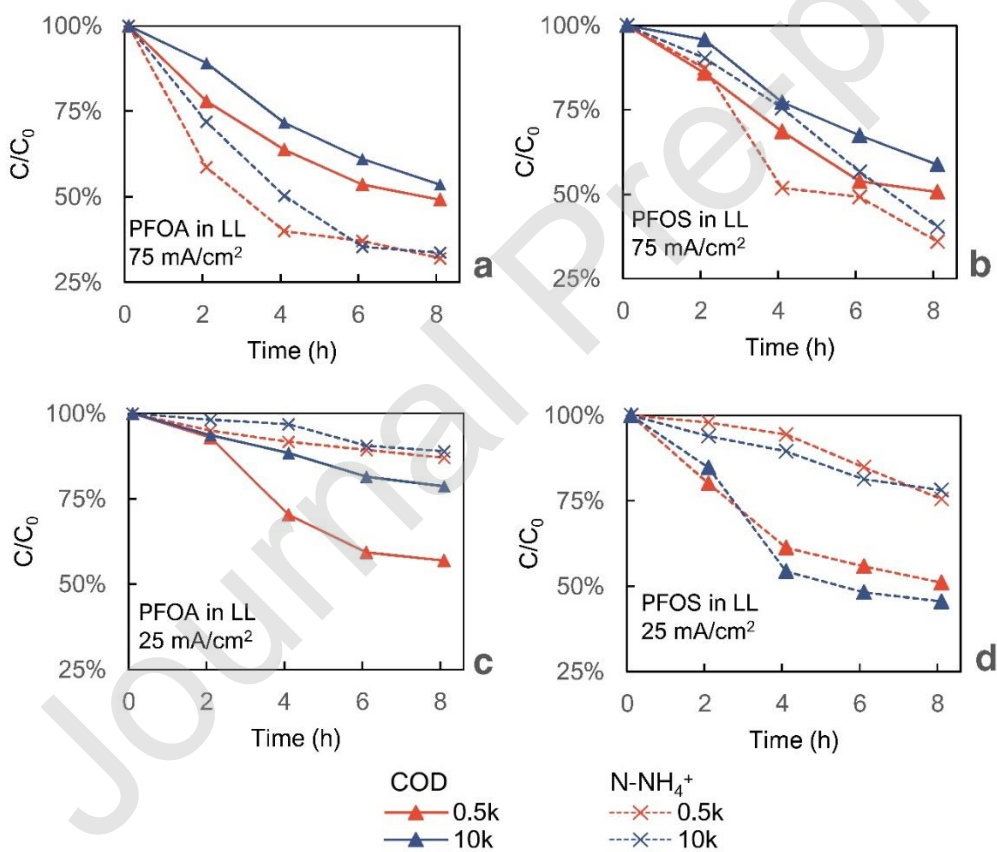 100%
75%
50%
25%
C/C₀
PFOA in LL
75 mA/cm²
a
0 2 4 6 8
Time (h)
100%
75%
50%
25%
C/C₀
PFOS in LL
75 mA/cm²
b
0 2 4 6 8
Time (h)
100%
75%
50%
25%
C/C₀
PFOA in LL
25 mA/cm²
c
0 2 4 6 8
Time (h)
100%
75%
50%
25%
C/C₀
PFOS in LL
25 mA/cm²
d
0 2 4 6 8
Time (h)
COD
0.5k
10k
N-NH₄⁺
0.5k
10k
Journal Pre-p